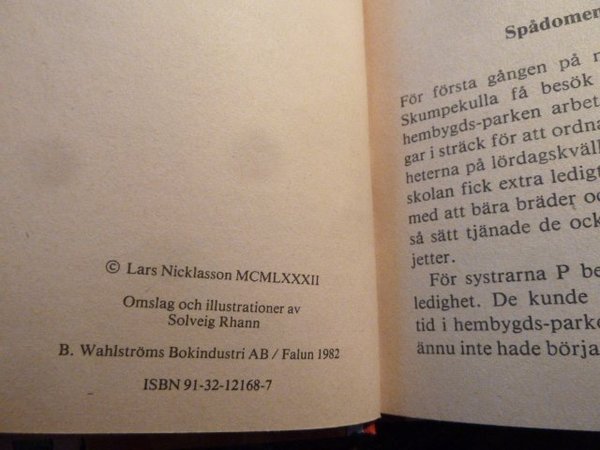 © Lars Nicklasson MCMLXXXII
Omslag och illustrationer av
Solveig Rhann
B. Wahlströms Bokindustri AB / Falun 1982
ISBN 91-32-12168-7
Spådomen
För första gången på
Skumpekulla få besök
hembygds-parken arbet
gar i sträck för att ordna
heterna på lördagskväll
skolan fick extra ledigt
med att bära bräder oc
så sätt tjänade de ock
jetter.
För systrarna P be
ledighet. De kunde
tid i hembygds-parke
ännu inte hade börja